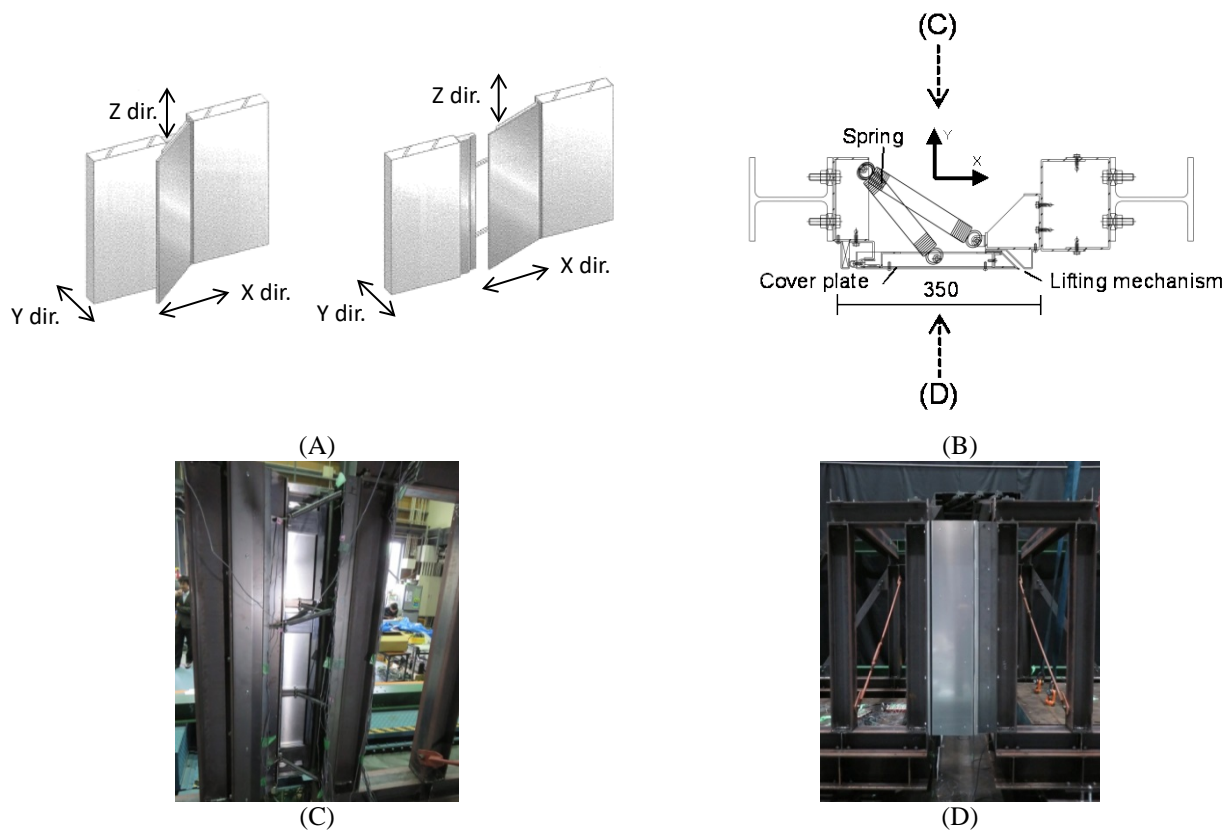 (C)
Z dir.
Z dir.
Spring
Y
X
X dir.
X dir.
Cover plate
Lifting mechanism
350
Y dir.
Y dir.
(D)
(A)
(B)
(C)
(D)